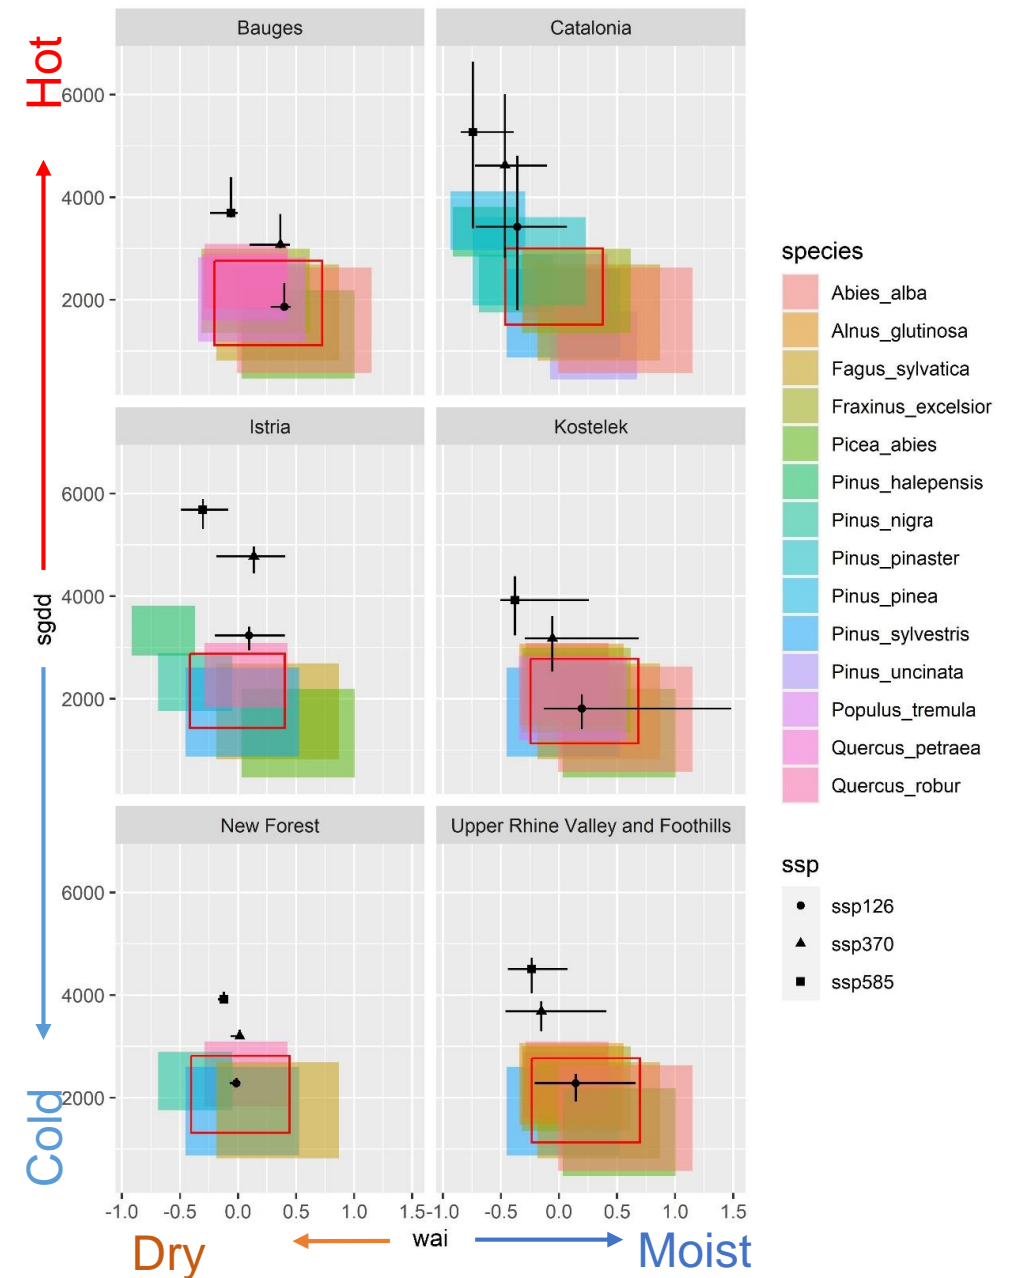 Bauges
Catalonia
Hot
6000
4000
2000
Istria
Kostelek
6000
4000
2000
sgdd
New Forest
Upper Rhine Valley and Foothills
6000
4000
2000
Cold
-1.0 -0.5 0.0 0.5 1.0 1.5 -1.0 -0.5 0.0 0.5 1.0 1.5
Dry
wai
Moist
species
Abies_alba
Alnus_glutinosa
Fagus_sylvatica
Fraxinus_excelsior
Picea_abies
Pinus_halepensis
Pinus_nigra
Pinus_pinaster
Pinus_pinea
Pinus_sylvestris
Pinus_uncinata
Populus_tremula
Quercus_petraea
Quercus_robur
ssp
ssp126
ssp370
ssp585